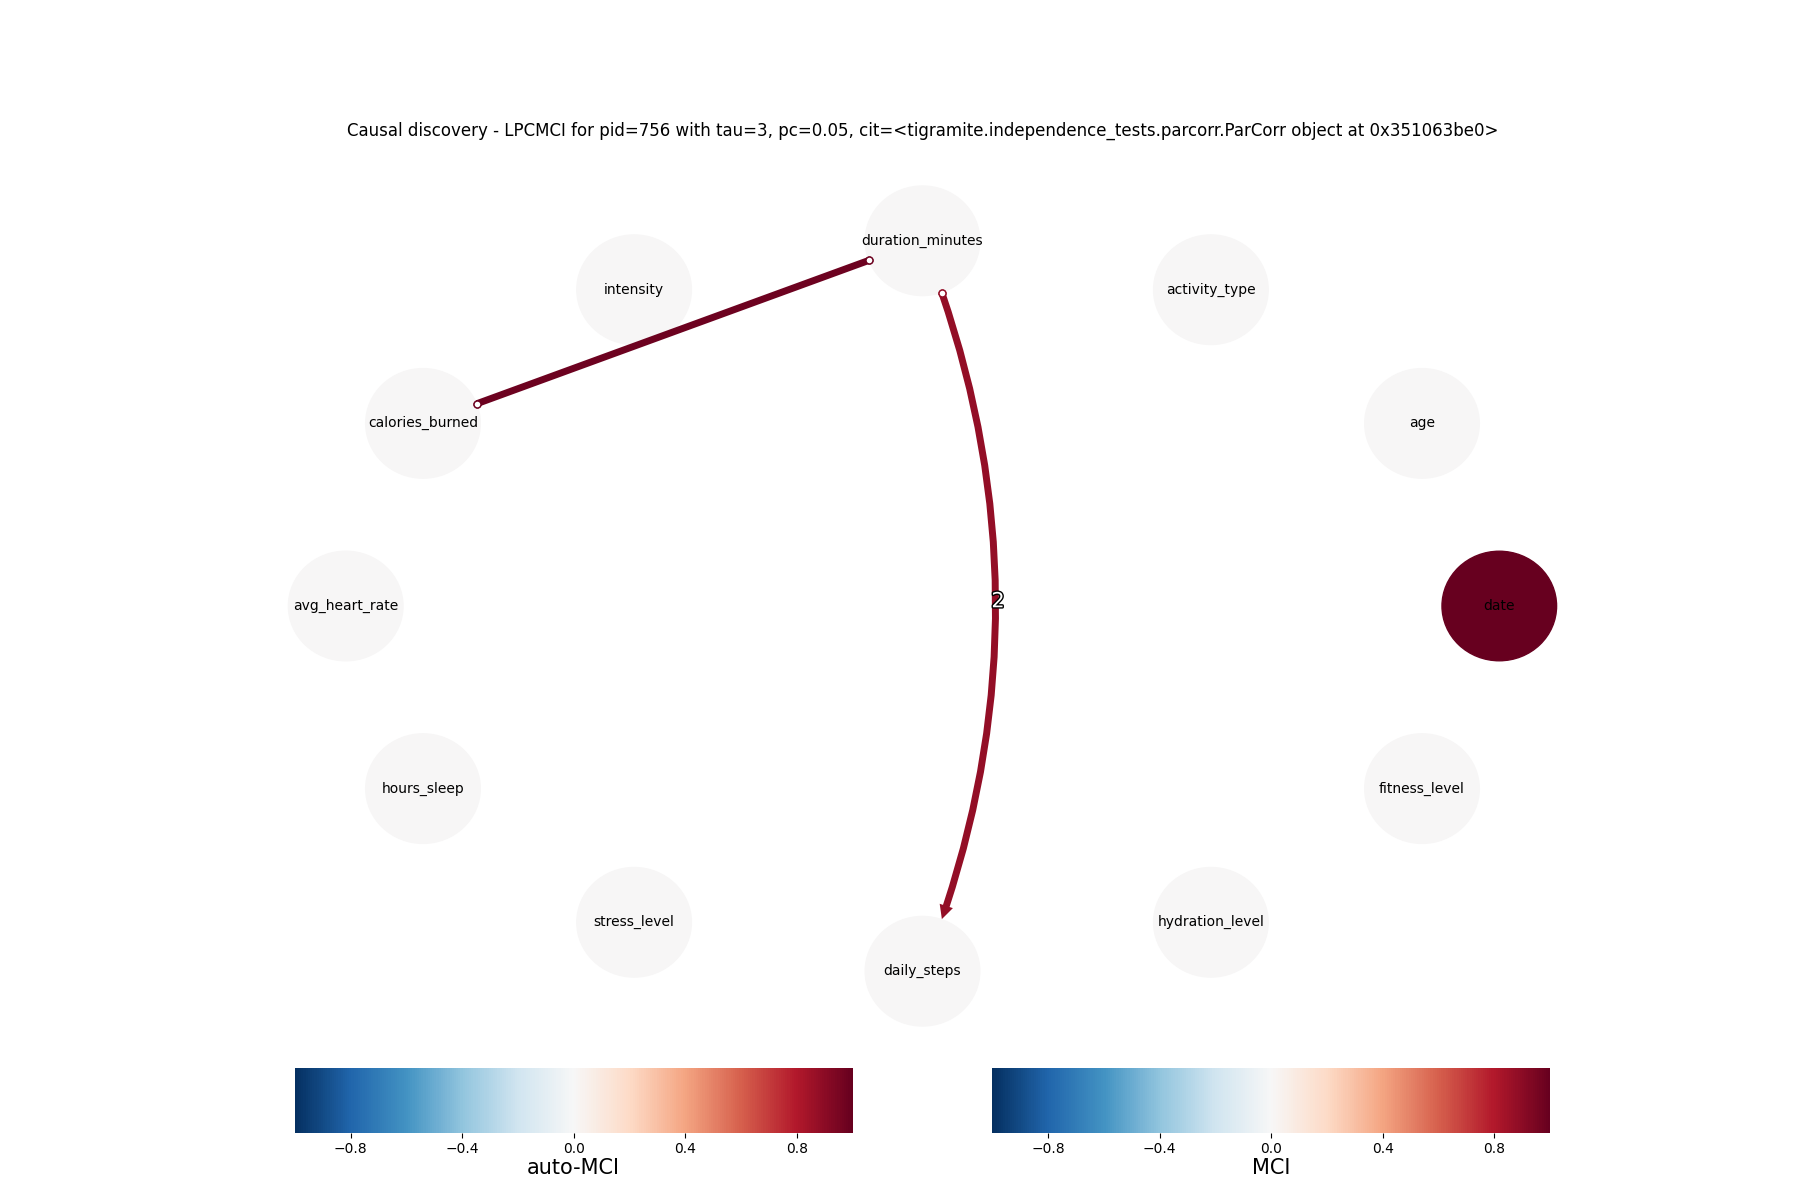 Causal discovery - LPCMCI for pid=756 with tau=3, pc=0.05, cit=<tigramite.independence_tests.parcorr.ParCorr object at 0x351063be0>
duration_minutes
intensity
activity_type
calories_burned
age
avg_heart_rate
2
date
hours_sleep
fitness_level
stress_level
hydration_level
daily_steps
−0.8 −0.4 0.0 0.4 0.8
auto-MCI
−0.8 −0.4 0.0 0.4 0.8
MCI